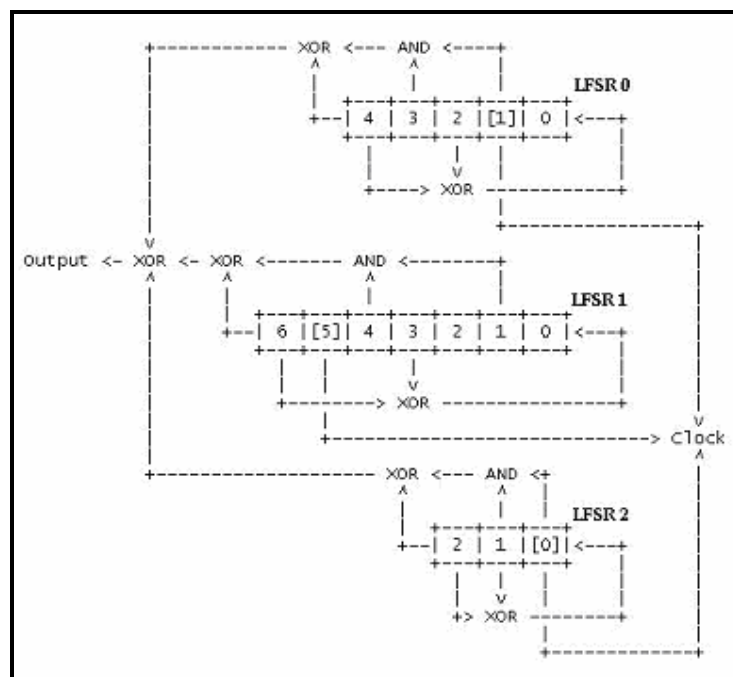 XOR <--- AND <---
LFSR 0
4 | 3 | 2 | [1] | 0
XOR
Output <- XOR <- XOR <------- AND <-------
LFSR 1
6 | [5] | 4 | 3 | 2 | 1 | 0
XOR
Clock
XOR <--- AND <-
LFSR 2
2 | 1 | [0]
XOR